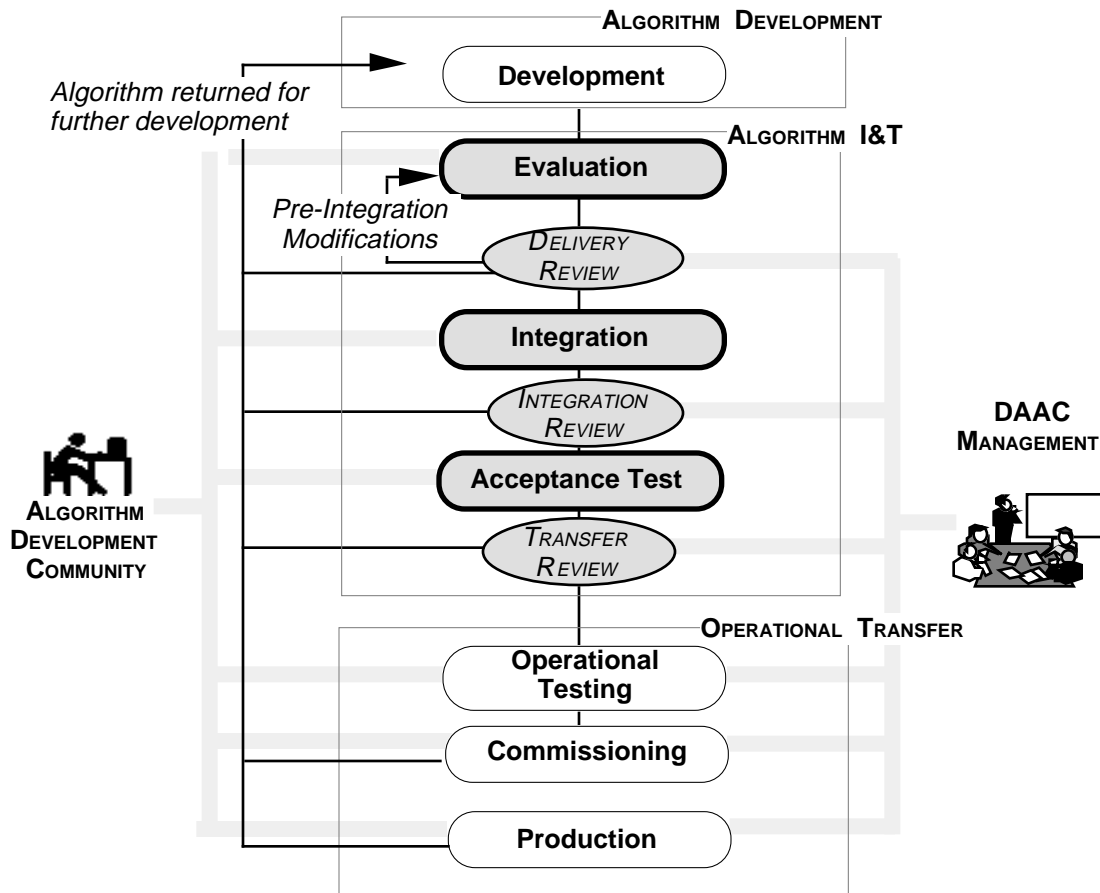 ALGORITHM DEVELOPMENT
Development
Algorithm returned for
further development
ALGORITHM I&T
Evaluation
Pre-Integration
Modifications
DELIVERY
REVIEW
Integration
INTEGRATION
REVIEW
DAAC
MANAGEMENT
Acceptance Test
ALGORITHM
DEVELOPMENT
COMMUNITY
TRANSFER
REVIEW
OPERATIONAL TRANSFER
Operational
Testing
Commissioning
Production